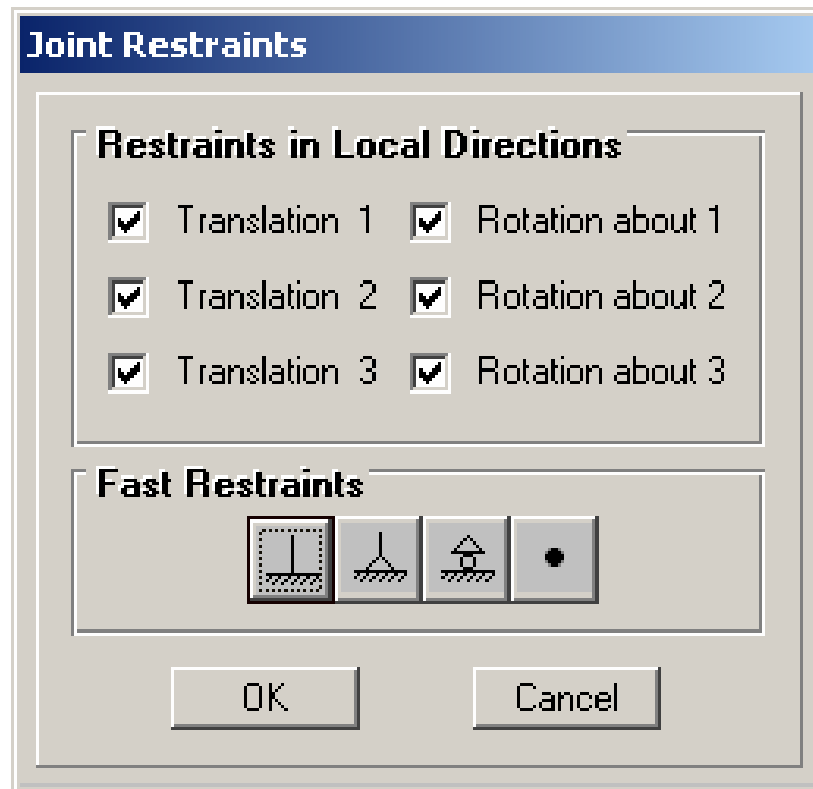 Joint Restraints
Restraints in Local Directions
Translation 1 Rotation about 1
Translation 2 Rotation about 2
Translation 3 Rotation about 3
Fast Restraints
OK Cancel